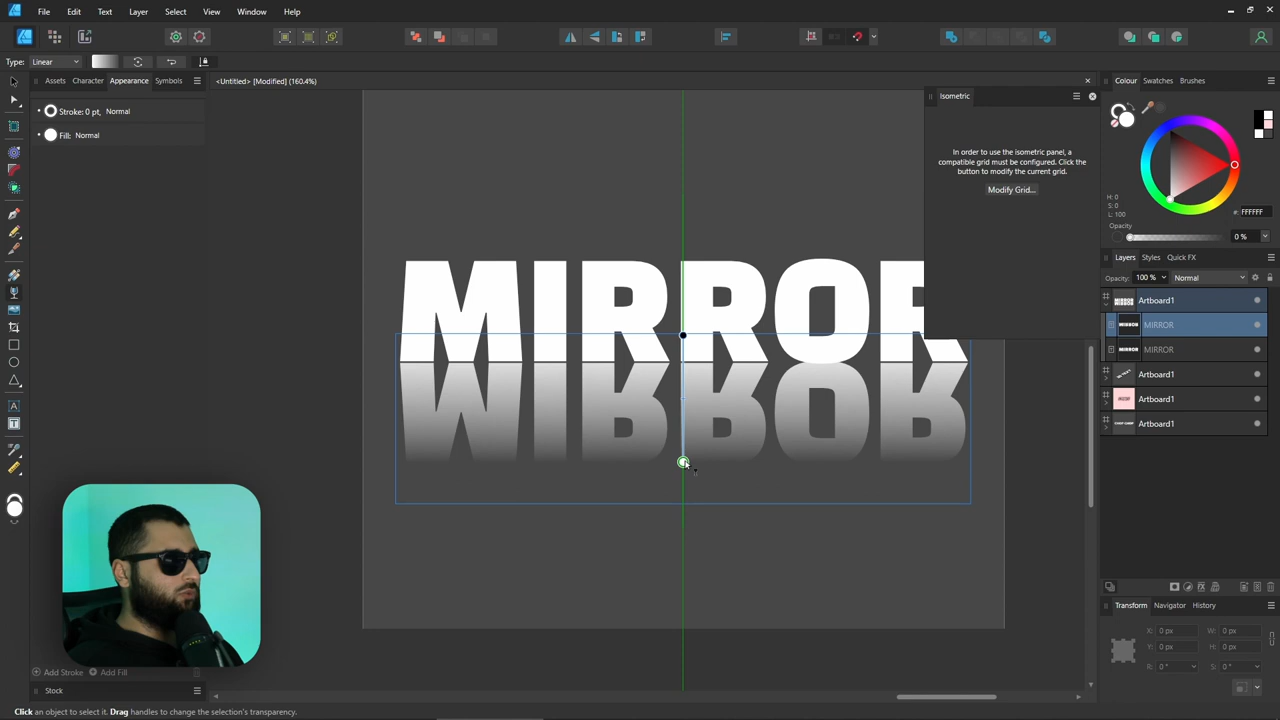 File Edit Text Layer Select View Window Help
Type: Linear
Assets Character Appearance Symbols
<Untitled> [Modified] (160.4%)
Colour Swatches Brushes
Stroke: 0 pt, Normal
Fill: Normal
Isometric
In order to use the isometric panel, a
compatible grid must be configured. Click the
button to modify the current grid.
Modify Grid...
H: 0
S: 0
L: 100
#: FFFFFF
Opacity
0 %
Layers Styles Quick FX
Opacity: 100 % Normal
Artboard1
MIRROR
MIRROR
Artboard1
Artboard1
Artboard1
MIRROR
MIRROR
Transform Navigator History
X: 0 px W: 0 px
Y: 0 px H: 0 px
R: 0 ° S: 0 °
Add Stroke Add Fill
Stock
Click an object to select it. Drag handles to change the selection's transparency.